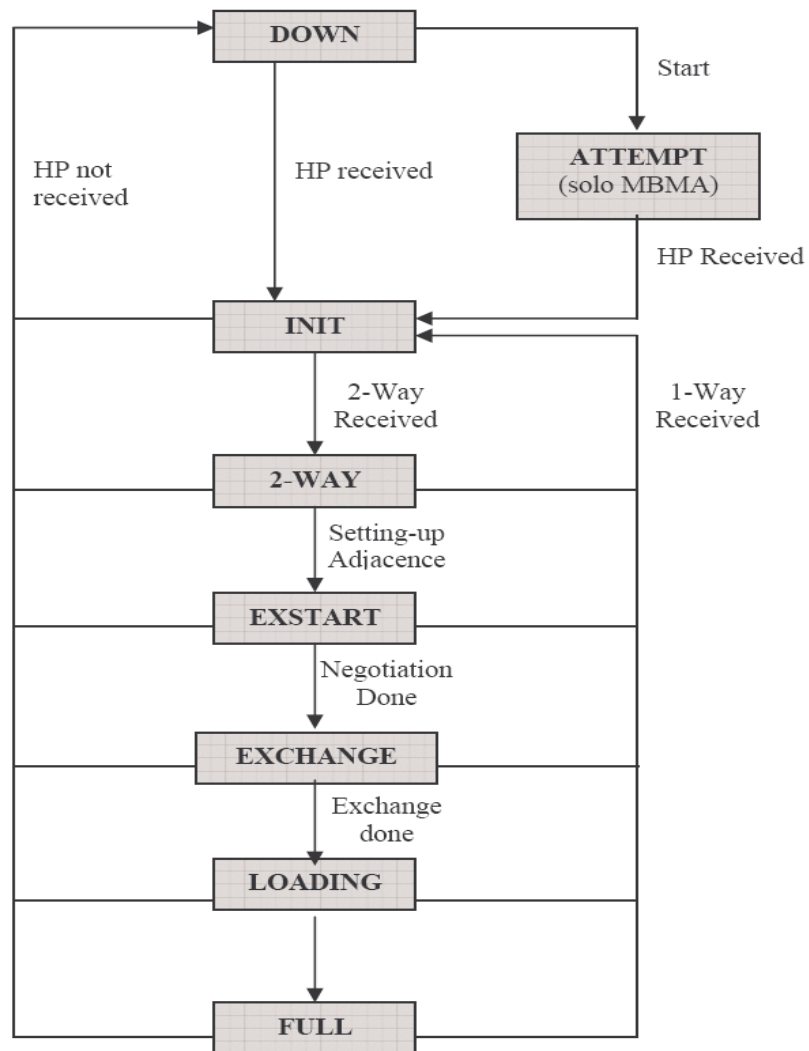 DOWN
Start
ATTEMPT
(solo MBMA)
HP not
received
HP received
HP Received
INIT
2-Way
Received
1-Way
Received
2-WAY
Setting-up
Adjacence
EXSTART
Negotiation
Done
EXCHANGE
Exchange
done
LOADING
FULL